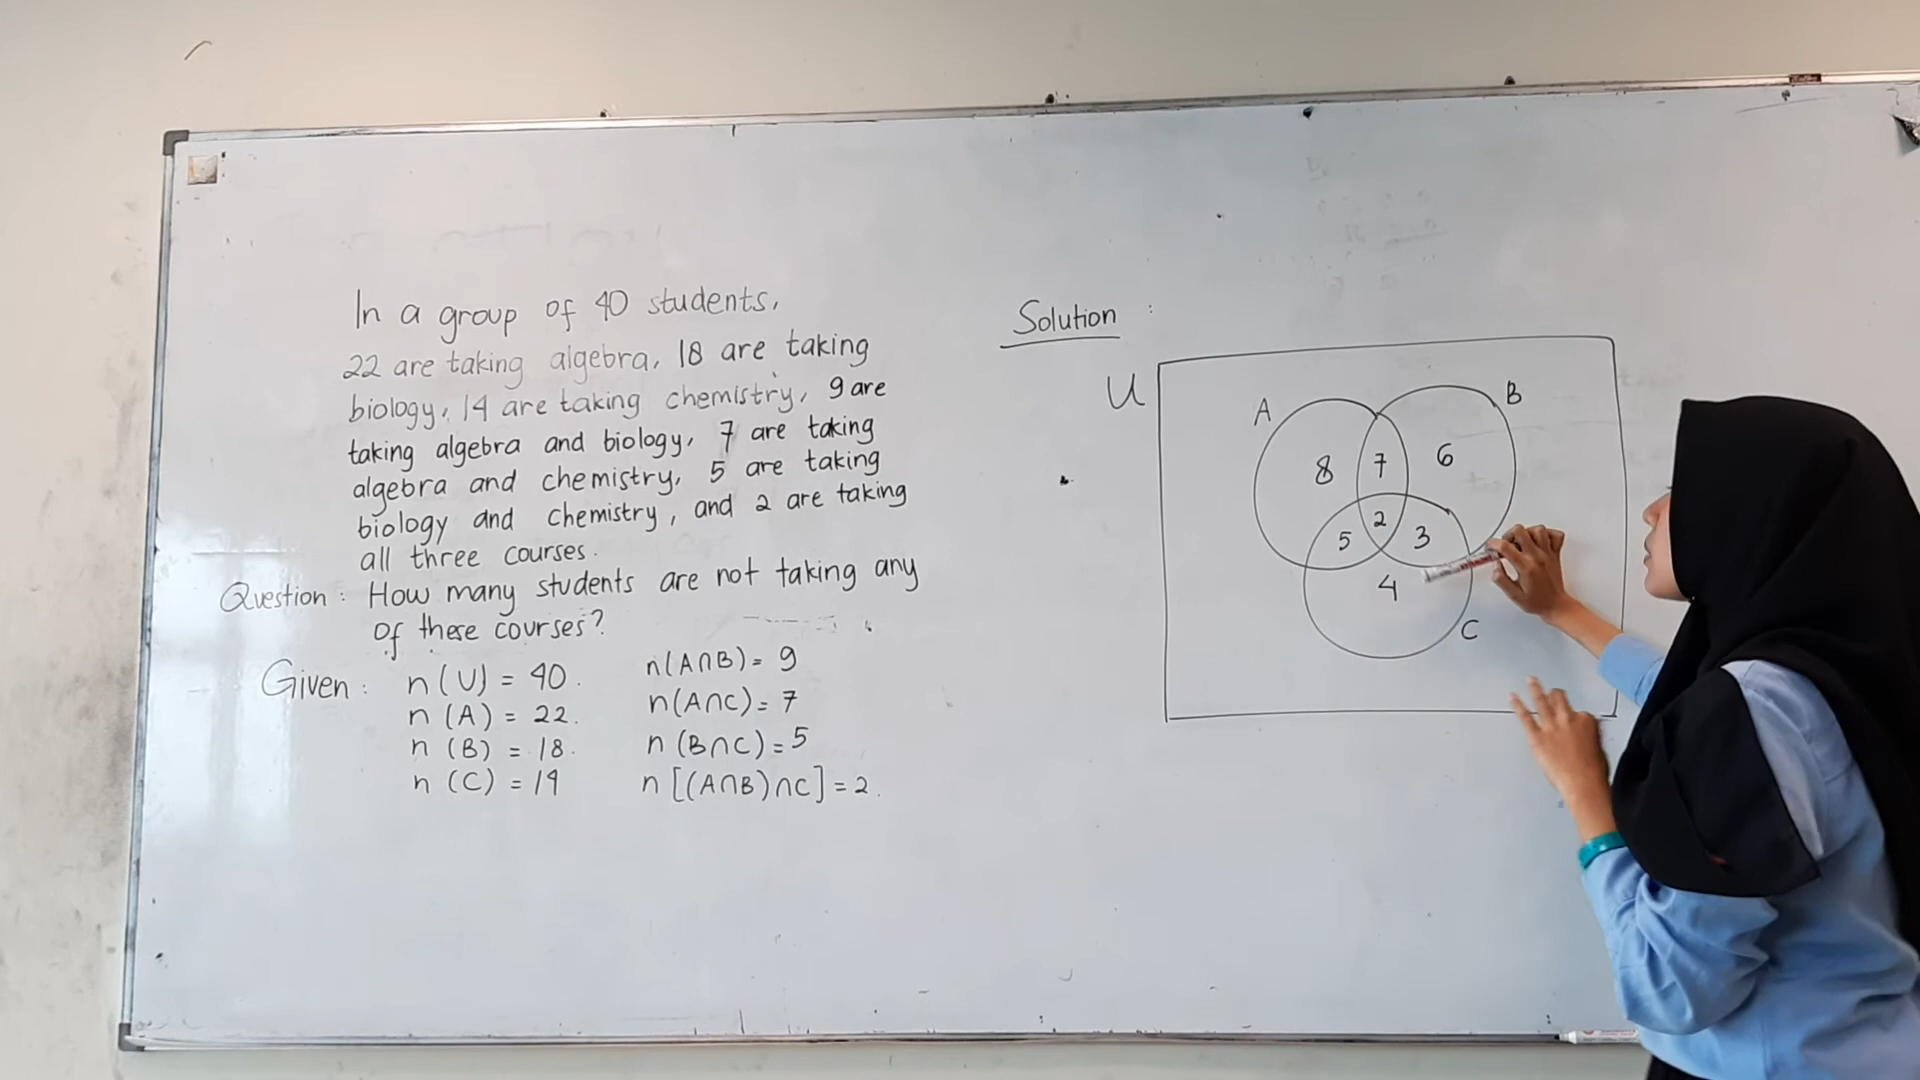 In a group of 40 students,
22 are taking algebra, 18 are taking
biology, 14 are taking chemistry, 9 are
taking algebra and biology, 7 are taking
algebra and chemistry, 5 are taking
biology and chemistry, and 2 are taking
all three courses.
Question: How many students are not taking any
of these courses?
Given: n(U) = 40. n(A∩B) = 9
n(A) = 22. n(A∩C) = 7
n(B) = 18. n(B∩C) = 5
n(C) = 14 n[(A∩B)∩C] = 2.
Solution :
U
A B
8 7 6
5 2 3
4
C